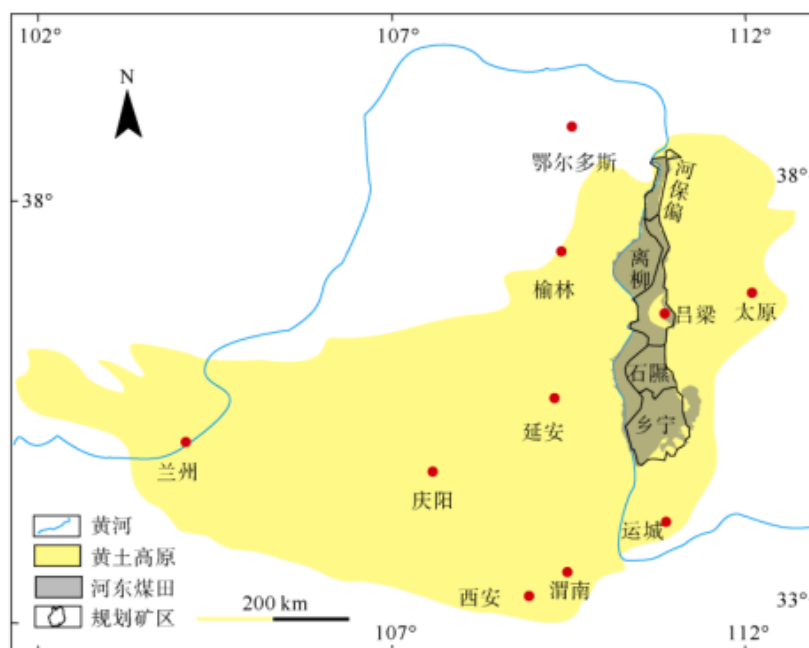 102°
107°
112°
N
鄂尔多斯
河保偏
38°
38°
榆林
离柳
吕梁
太原
石隰
延安
乡宁
兰州
庆阳
黄河
运城
黄土高原
河东煤田
西安
渭南
33°
规划矿区
200 km
107°
102°
112°